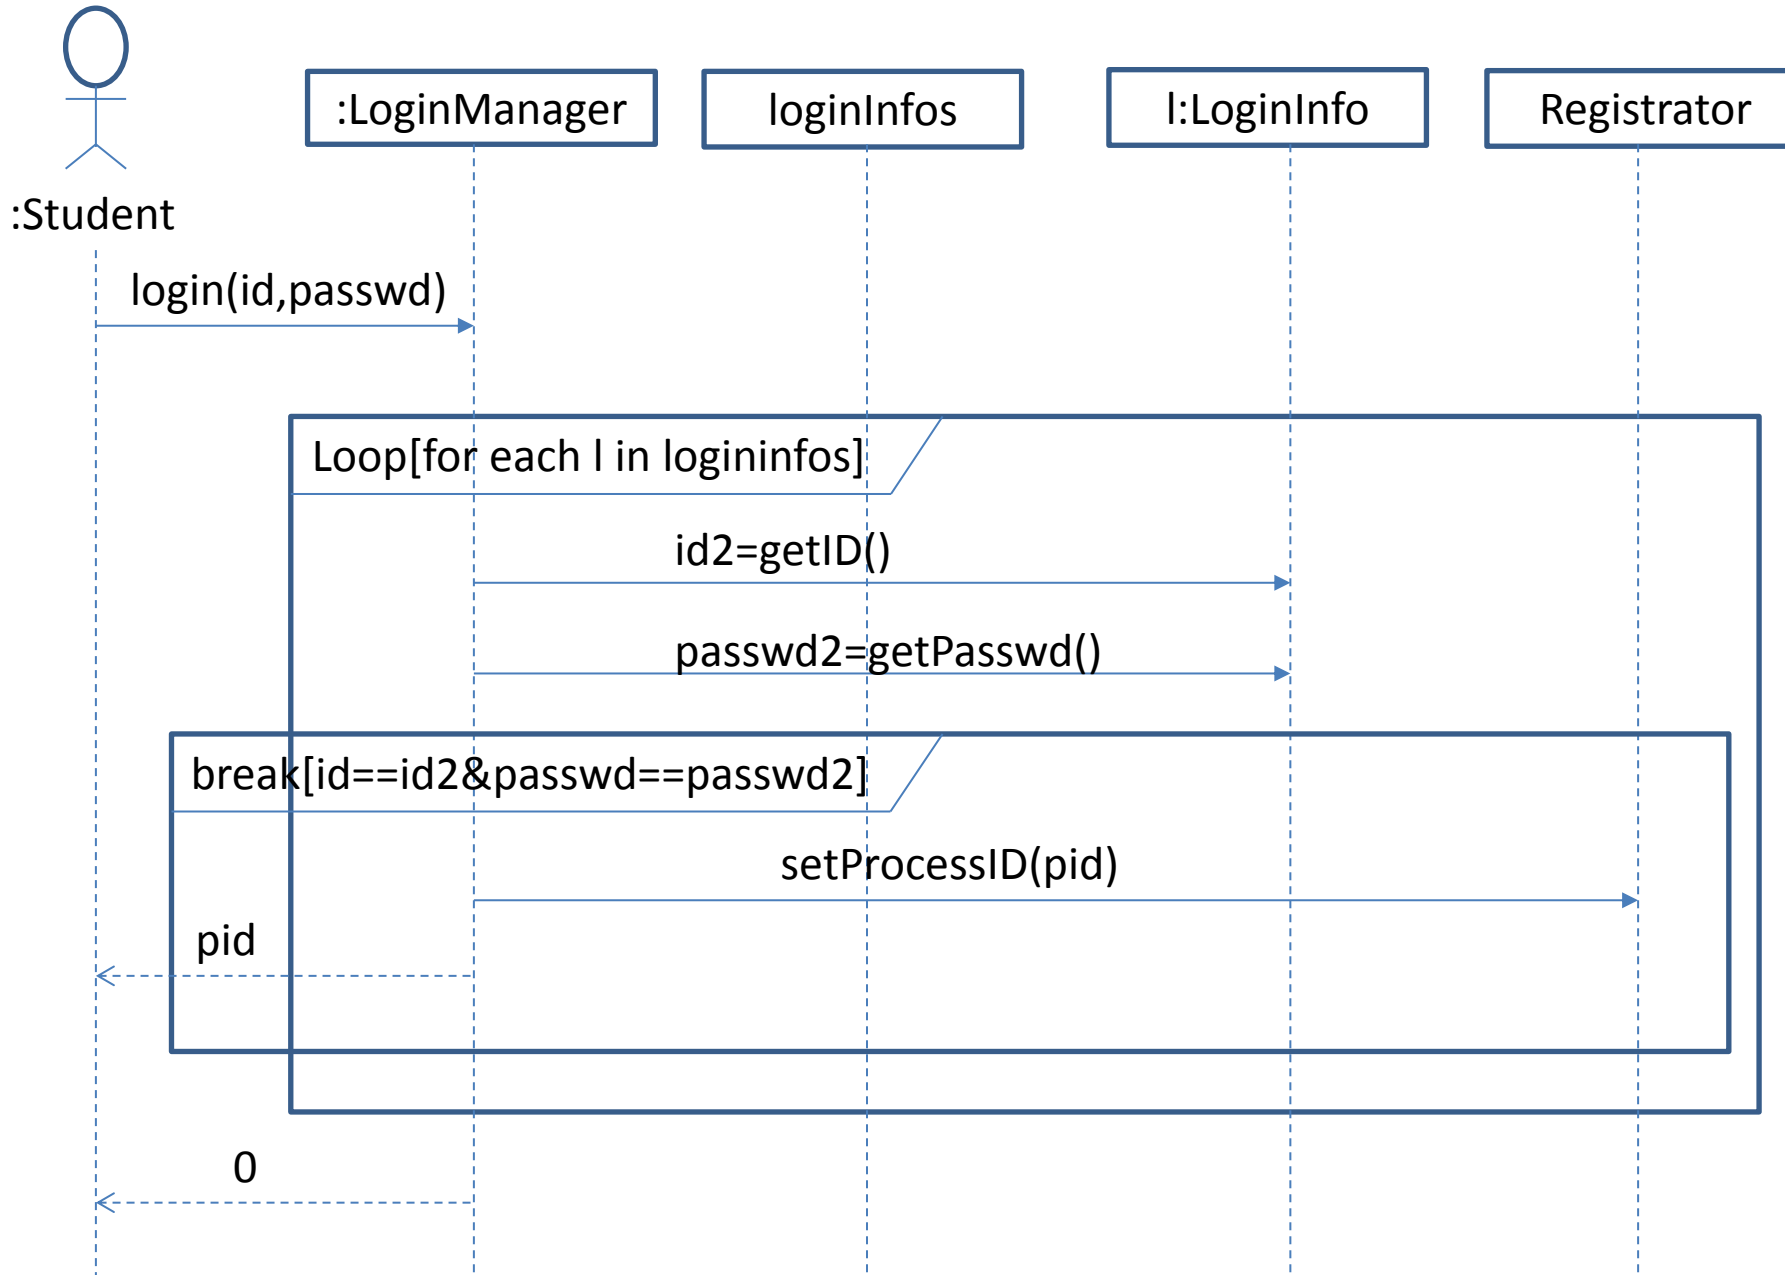 :LoginManager
loginInfos
l:LoginInfo
Registrator
:Student
login(id,passwd)
Loop[for each l in logininfos]
id2=getID()
passwd2=getPasswd()
break[id==id2&passwd==passwd2]
setProcessID(pid)
pid
0